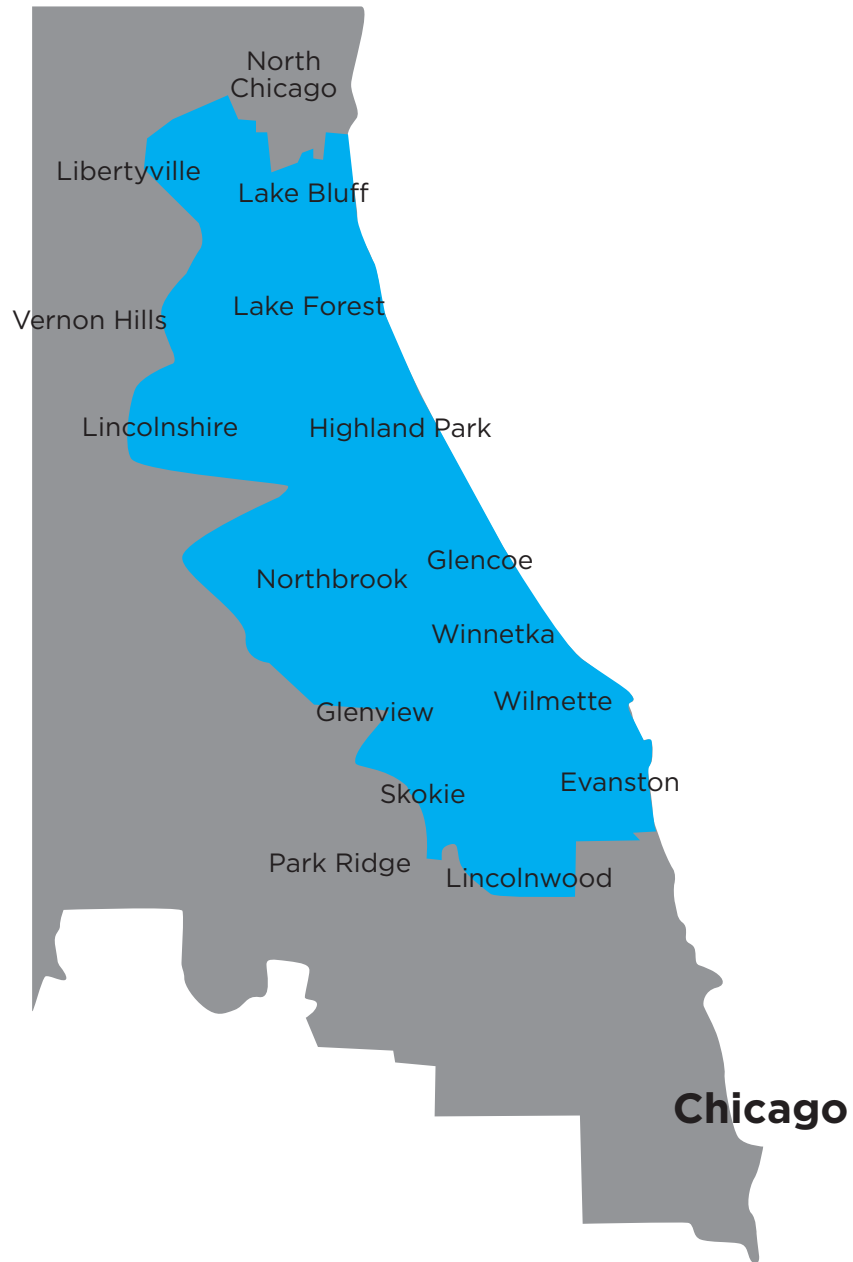 North
Chicago
Libertyville
Lake Bluff
Lake Forest
Vernon Hills
Lincolnshire
Highland Park
Glencoe
Northbrook
Winnetka
Wilmette
Glenview
Evanston
Skokie
Park Ridge
Lincolnwood
Chicago